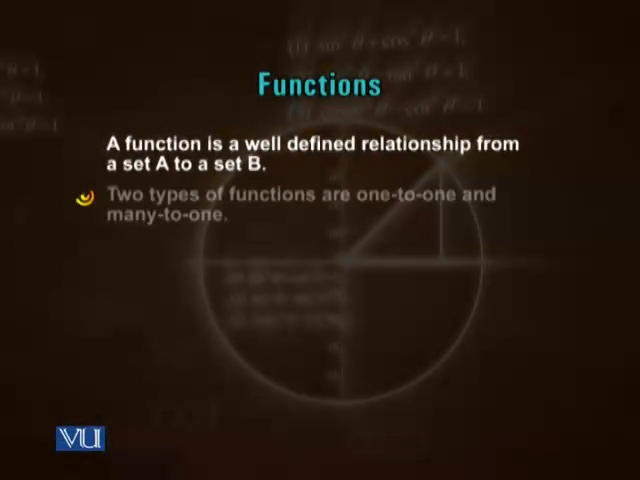 Functions
A function is a well defined relationship from
a set A to a set B.
Two types of functions are one-to-one and
many-to-one.
VU